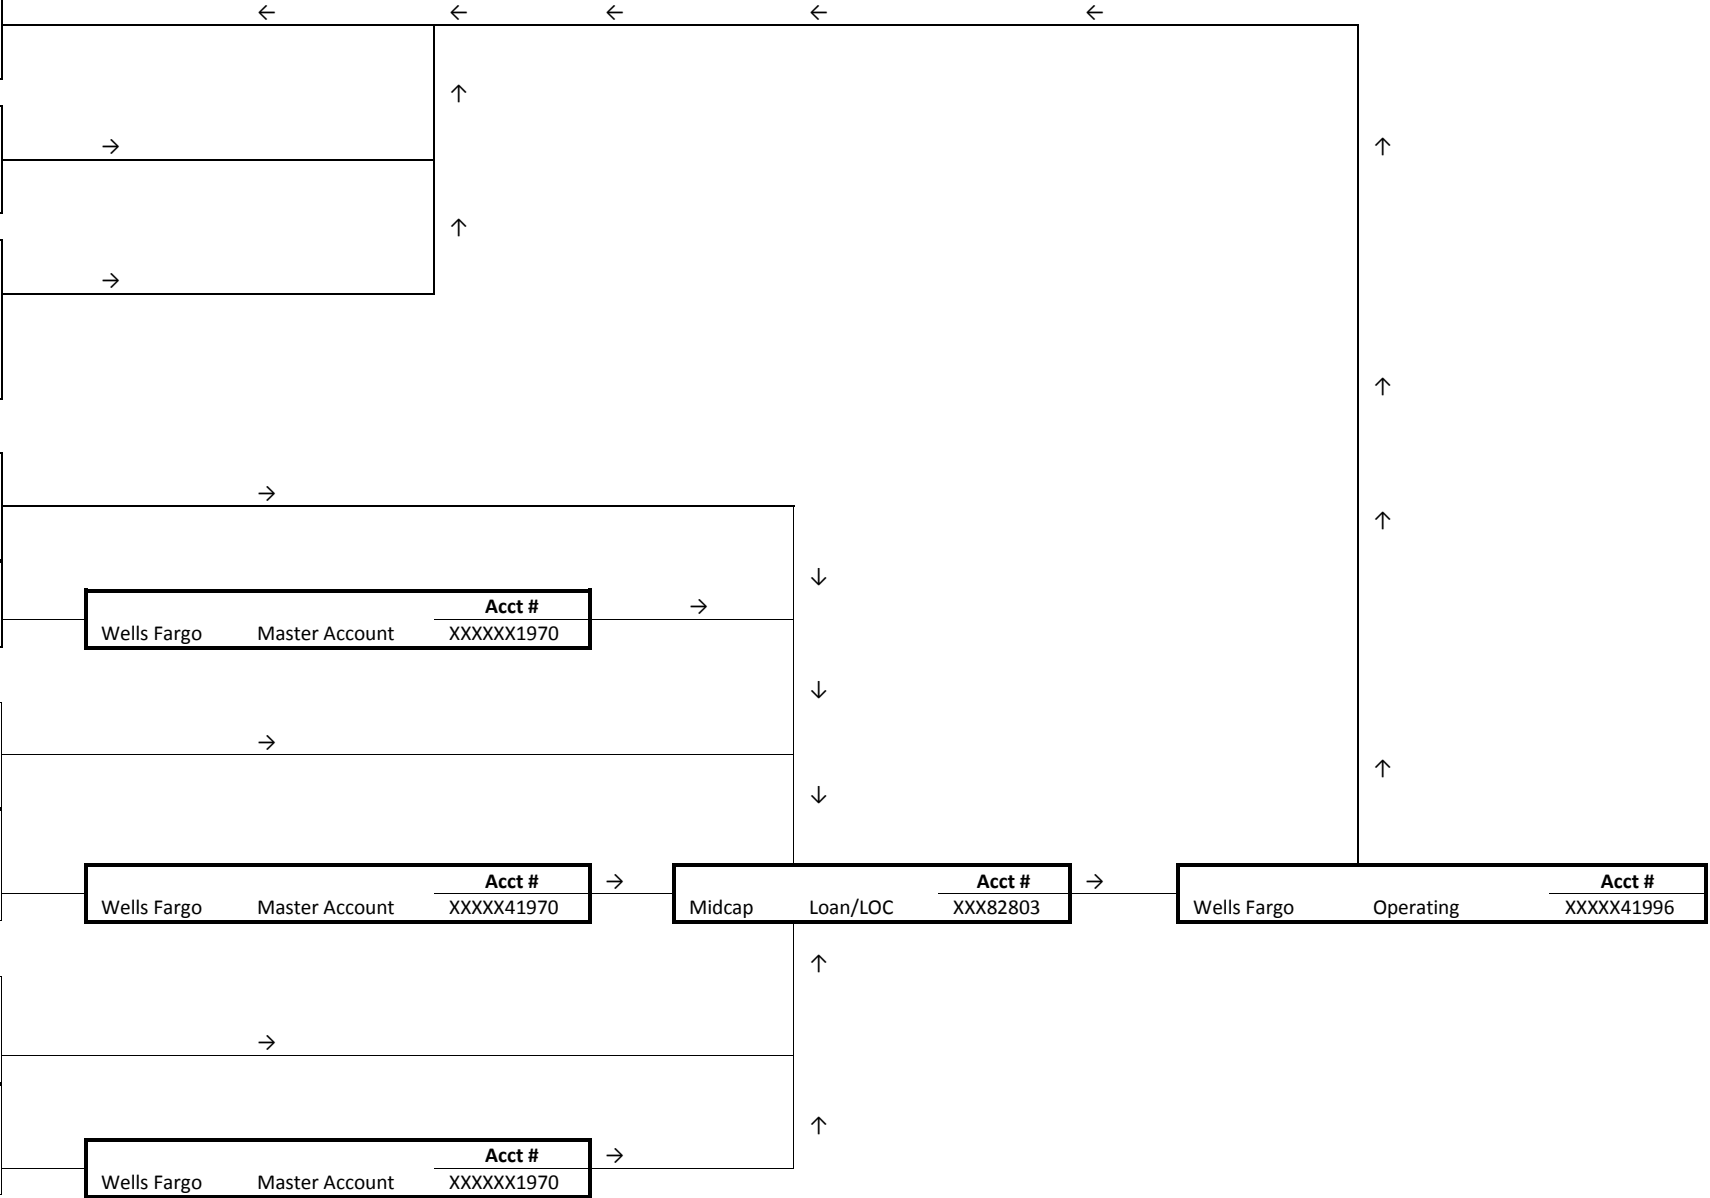 ← ← ← ← ←
↑
→ ↑
↑
→
↑
↑
→
↓
Acct # →
Wells Fargo Master Account XXXXXX1970
↓
→
↑
↓
Acct # → Acct # → Acct #
Wells Fargo Master Account XXXXX41970 Midcap Loan/LOC XXX82803 Wells Fargo Operating XXXXX41996
↑
→
↑
Acct # →
Wells Fargo Master Account XXXXXX1970